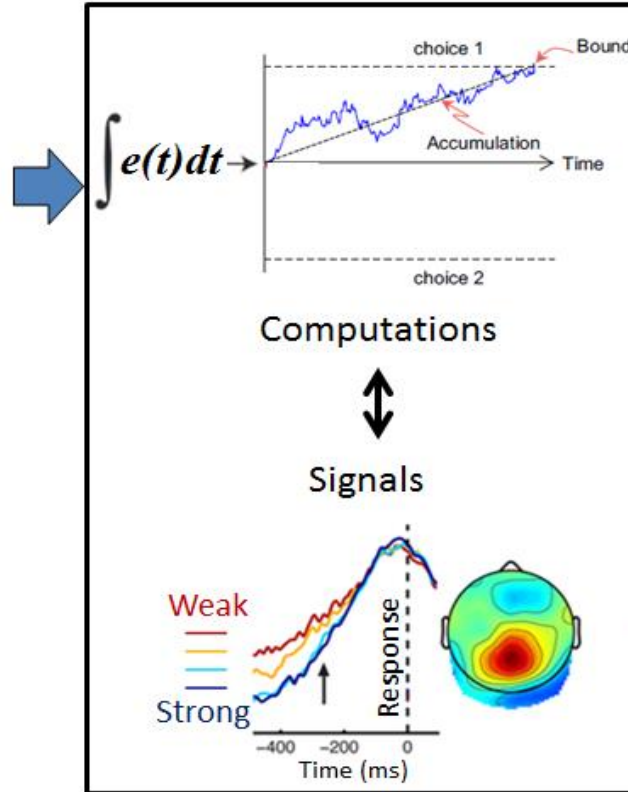 choice 1
Bound
∫ e(t)dt
Accumulation
Time
choice 2
Computations
Signals
Weak
Strong
Response
−400 −200 0
Time (ms)